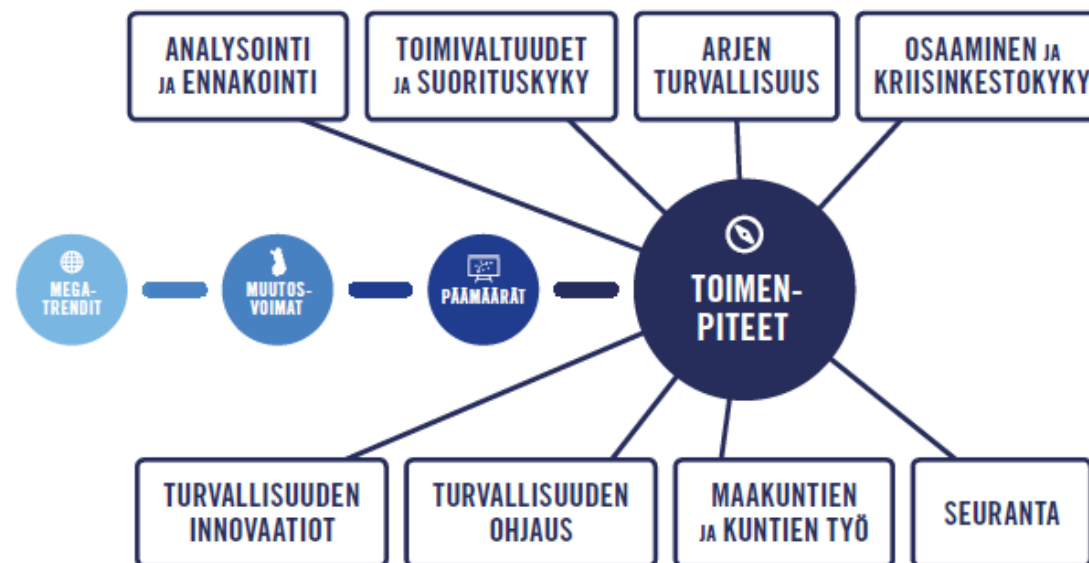 ANALYSOINTI
JA ENNAKOINTI
TOIMIVALTUUDET
JA SUORITUSKYKY
ARJEN
TURVALLISUUS
OSAAMINEN JA
KRIISINKESTOKYKY
MEGA-
TRENDIT
MUUTOS-
VOIMAT
PÄÄMÄÄRÄT
TOIMEN-
PITEET
TURVALLISUUDEN
INNOVAATIOT
TURVALLISUUDEN
OHJAUS
MAAKUNTIEN
JA KUNTIEN TYÖ
SEURANTA